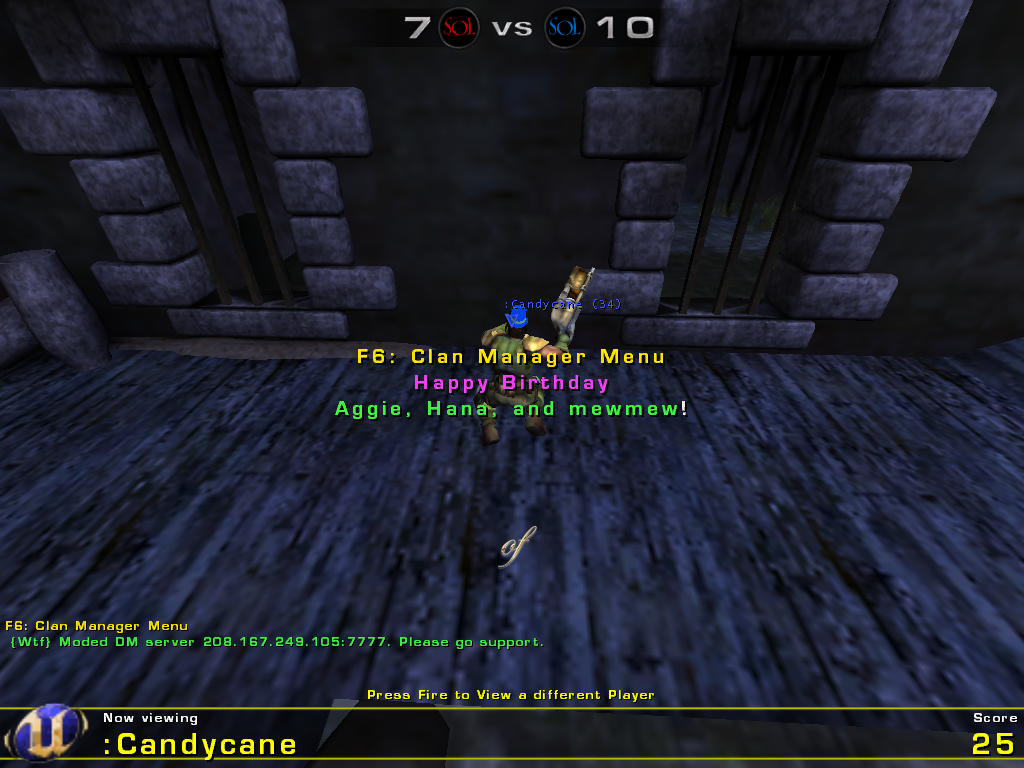 7 SOL vs SOL 10
:Candycane (34)
F6: Clan Manager Menu
Happy Birthday
Aggie, Hana, and mewmew!
of
F6: Clan Manager Menu
{Wtf} Moded DM server 208.167.249.105:7777. Please go support.
Press Fire to View a different Player
Now viewing
:Candycane
Score
25